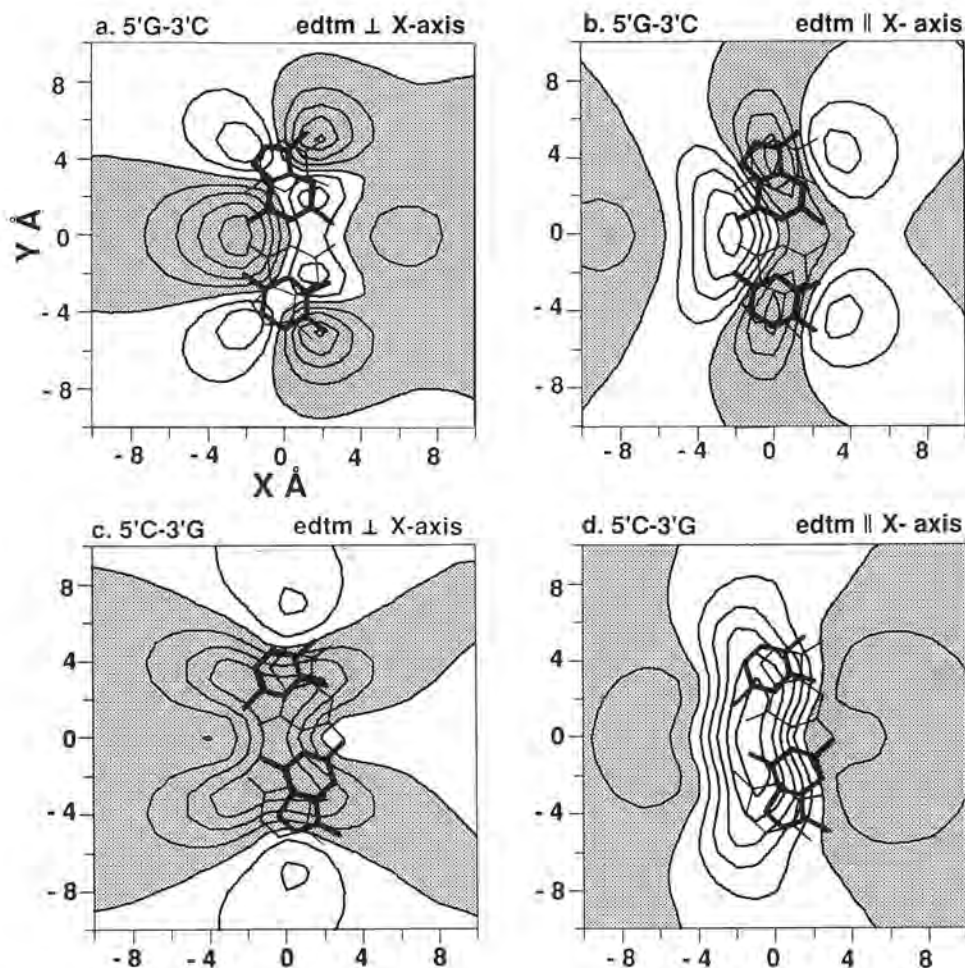 a. 5'G-3'C edtm ⊥ X-axis
b. 5'G-3'C edtm ∥ X- axis
8
4
0
-4
-8
Y Å
8
4
0
-4
-8
-8 -4 0 4 8
X Å
-8 -4 0 4 8
c. 5'C-3'G edtm ⊥ X-axis
d. 5'C-3'G edtm ∥ X- axis
8
4
0
-4
-8
8
4
0
-4
-8
-8 -4 0 4 8
-8 -4 0 4 8